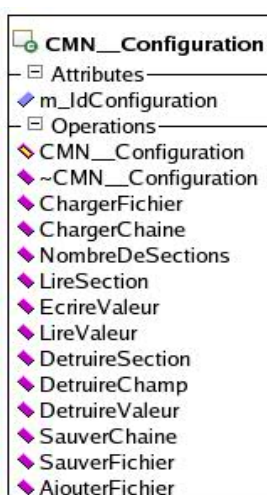 CMN__Configuration
Attributes
m_IdConfiguration
Operations
CMN__Configuration
~CMN__Configuration
ChargerFichier
ChargerChaine
NombreDeSections
LireSection
EcrireValeur
LireValeur
DetruireSection
DetruireChamp
DetruireValeur
SauverChaine
SauverFichier
AjouterFichier